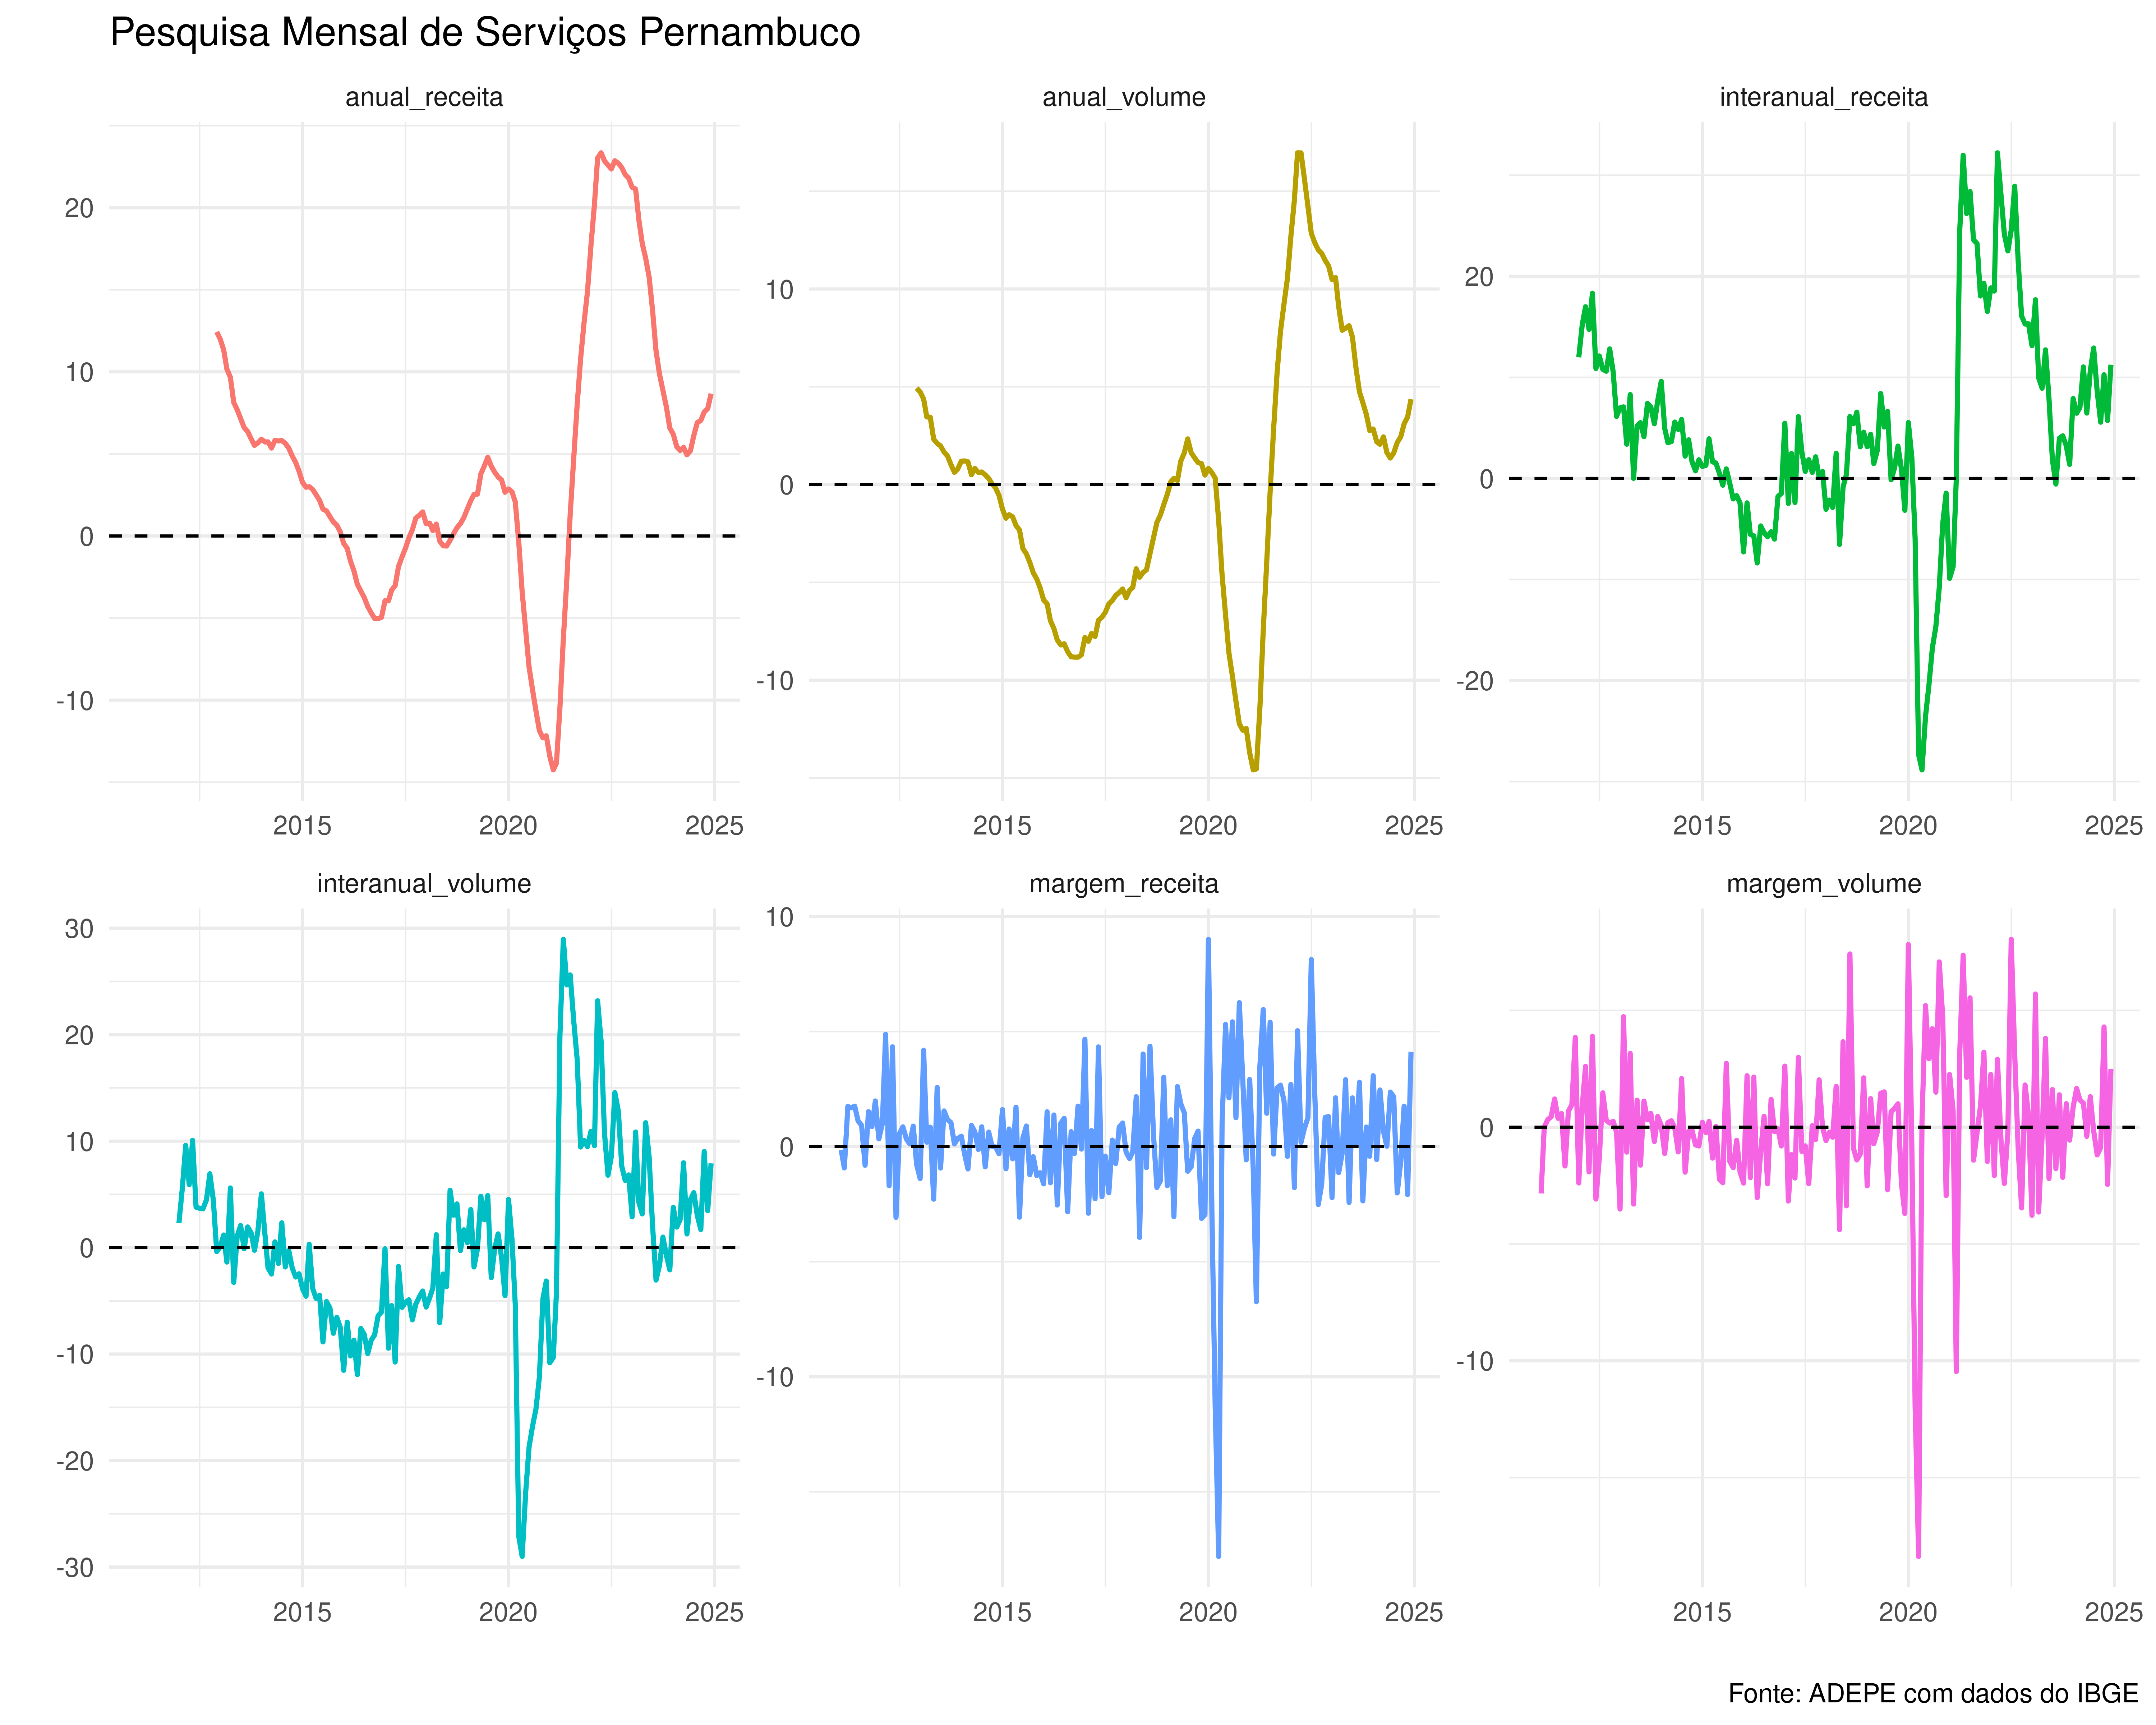 Pesquisa Mensal de Serviços Pernambuco
anual_receita
20
10
0
-10
2015 2020 2025
anual_volume
10
0
-10
2015 2020 2025
interanual_receita
20
0
-20
2015 2020 2025
interanual_volume
30
20
10
0
-10
-20
-30
2015 2020 2025
margem_receita
10
0
-10
2015 2020 2025
margem_volume
0
-10
2015 2020 2025
Fonte: ADEPE com dados do IBGE